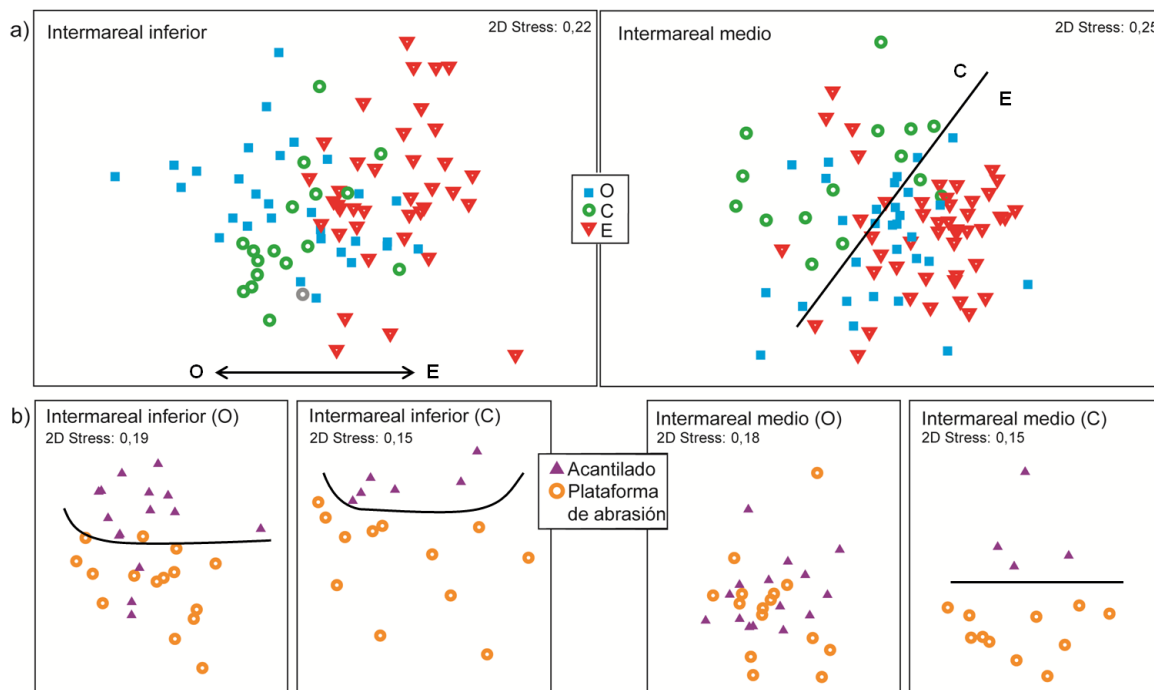 a)
Intermareal inferior
2D Stress: 0,22
O
E
Intermareal medio
2D Stress: 0,25
C
E
O
C
E
b)
Intermareal inferior (O)
2D Stress: 0,19
Intermareal inferior (C)
2D Stress: 0,15
Acantilado
Plataforma
de abrasión
Intermareal medio (O)
2D Stress: 0,18
Intermareal medio (C)
2D Stress: 0,15